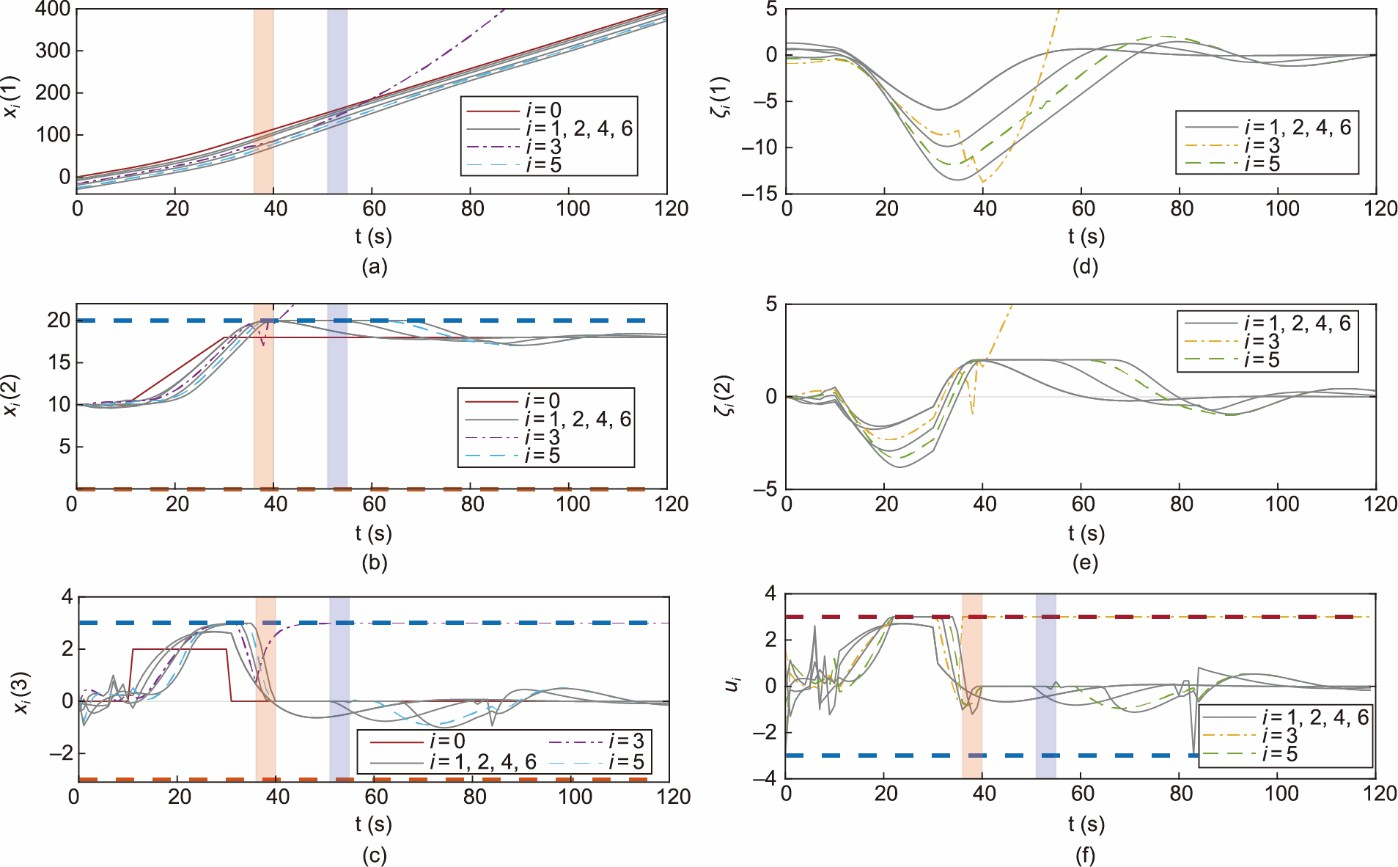 400
300
200
100
0
x_i(1)
i=0
i=1, 2, 4, 6
i=3
i=5
0 20 40 60 80 100 120
t (s)
(a)
5
0
−5
−10
−15
ζ_i(1)
i=1, 2, 4, 6
i=3
i=5
0 20 40 60 80 100 120
t (s)
(d)
20
15
10
5
x_i(2)
i=0
i=1, 2, 4, 6
i=3
i=5
0 20 40 60 80 100 120
t (s)
(b)
5
0
−5
ζ_i(2)
i=1, 2, 4, 6
i=3
i=5
0 20 40 60 80 100 120
t (s)
(e)
4
2
0
−2
x_i(3)
i=0 i=3
i=1, 2, 4, 6 i=5
0 20 40 60 80 100 120
t (s)
(c)
4
2
0
−2
−4
u_i
i=1, 2, 4, 6
i=3
i=5
0 20 40 60 80 100 120
t (s)
(f)